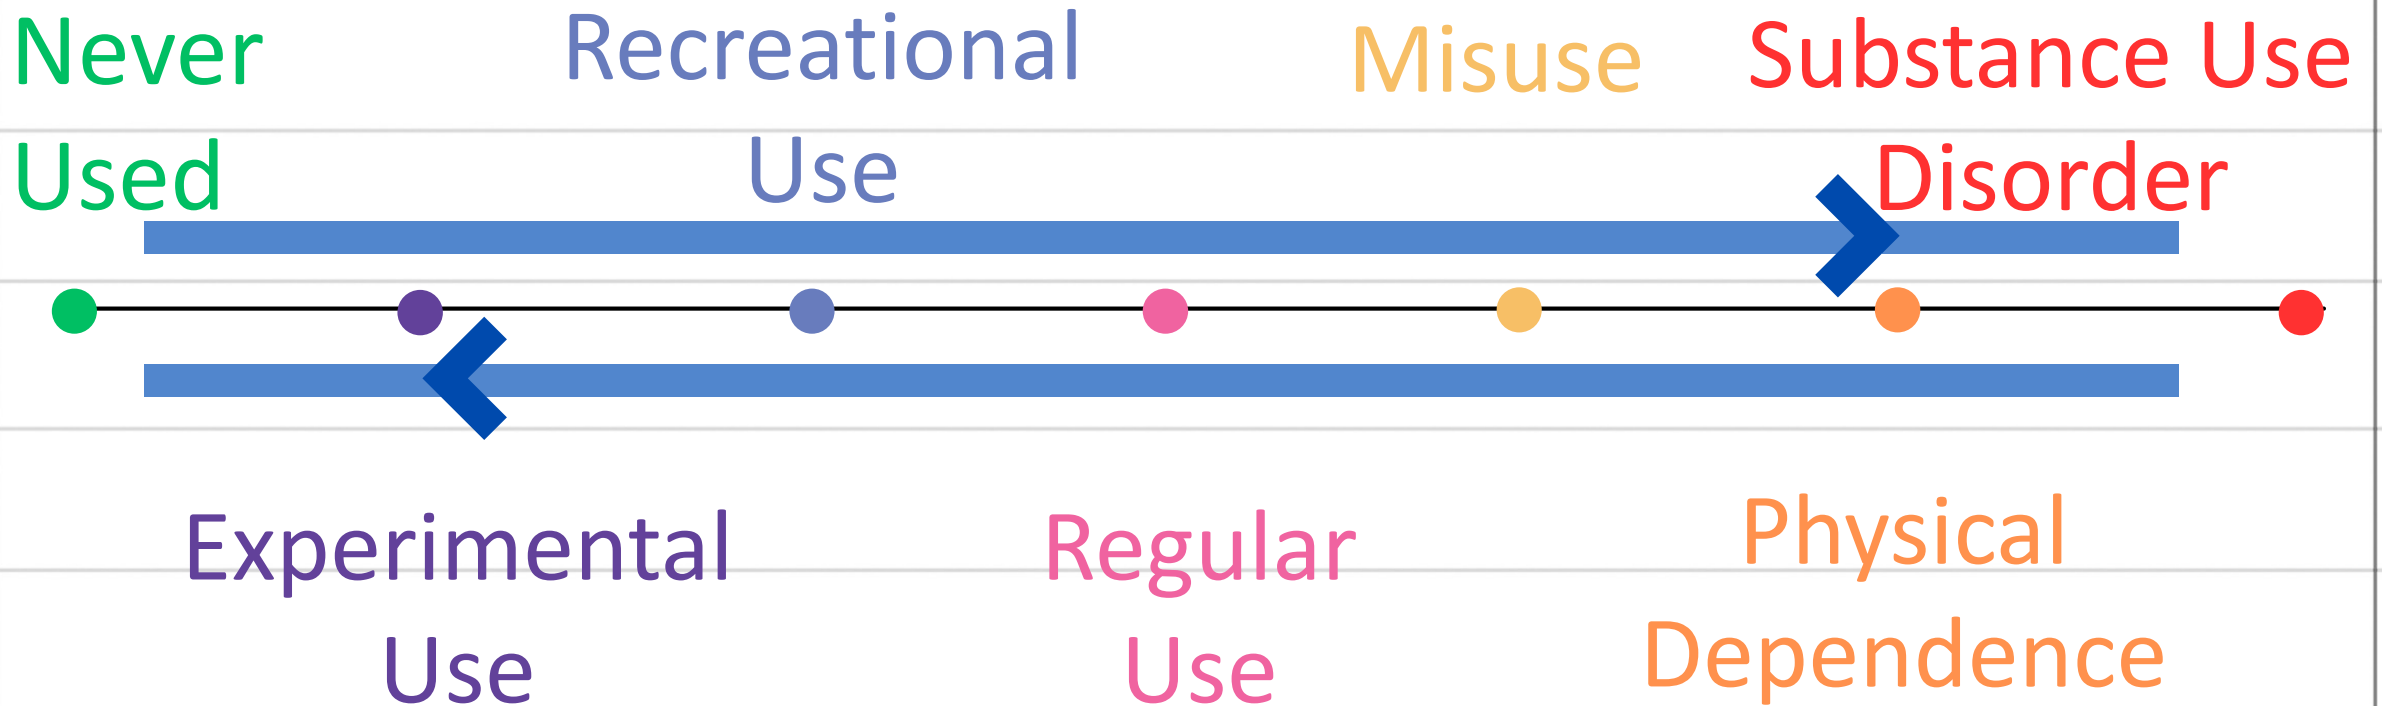 Never
Used
Recreational
Use
Misuse
Substance Use
Disorder
Experimental
Use
Regular
Use
Physical
Dependence